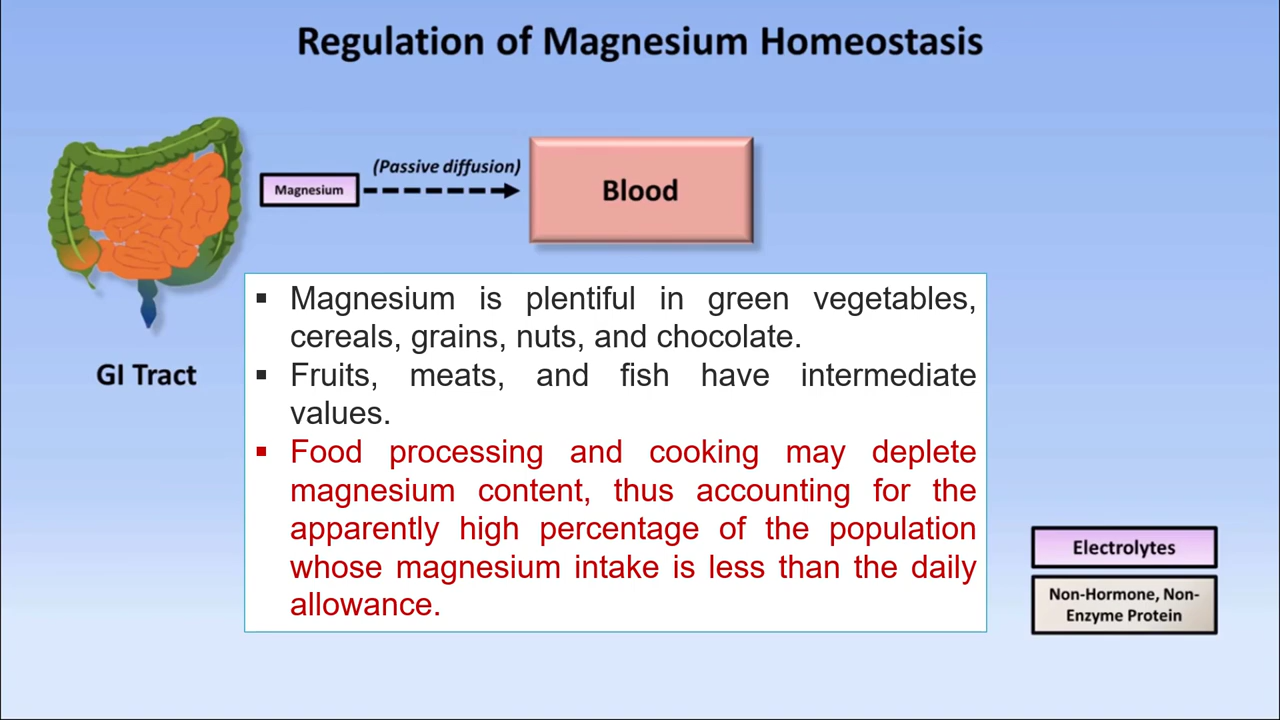 Regulation of Magnesium Homeostasis
(Passive diffusion)
Magnesium
Blood
GI Tract
▪ Magnesium is plentiful in green vegetables,
cereals, grains, nuts, and chocolate.
▪ Fruits, meats, and fish have intermediate
values.
▪ Food processing and cooking may deplete
magnesium content, thus accounting for the
apparently high percentage of the population
whose magnesium intake is less than the daily
allowance.
Electrolytes
Non-Hormone, Non-
Enzyme Protein